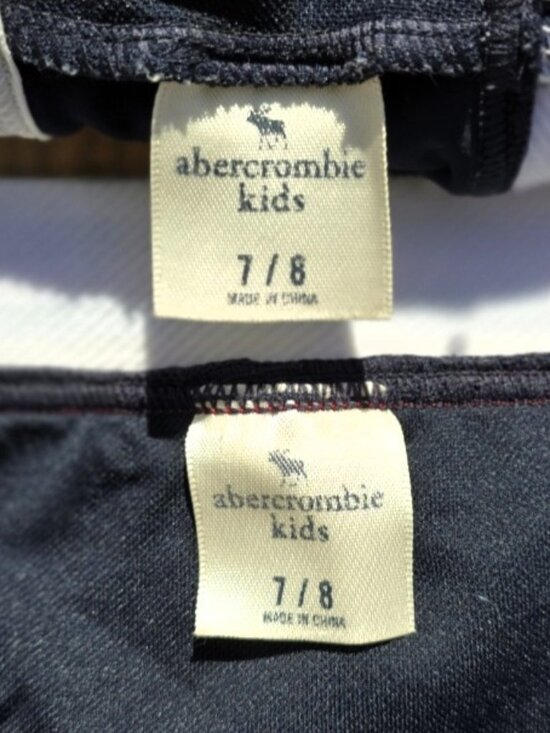 abercrombie
kids
7 / 8
MADE IN CHINA
abercrombie
kids
7 / 8
MADE IN CHINA